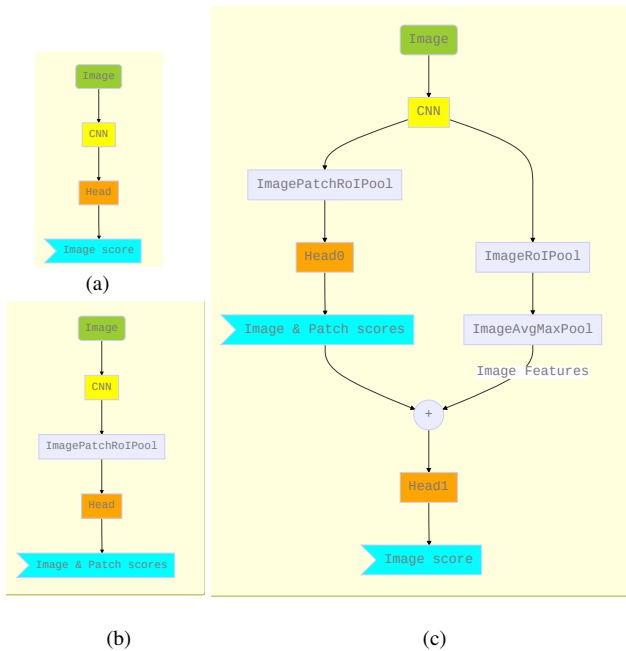 Image
CNN
Head
Image score
(a)
Image
CNN
ImagePatchRoIPool
Head
Image & Patch scores
(b)
Image
CNN
ImagePatchRoIPool
Head0
ImageRoIPool
Image & Patch scores
ImageAvgMaxPool
Image Features
+
Head1
Image score
(c)